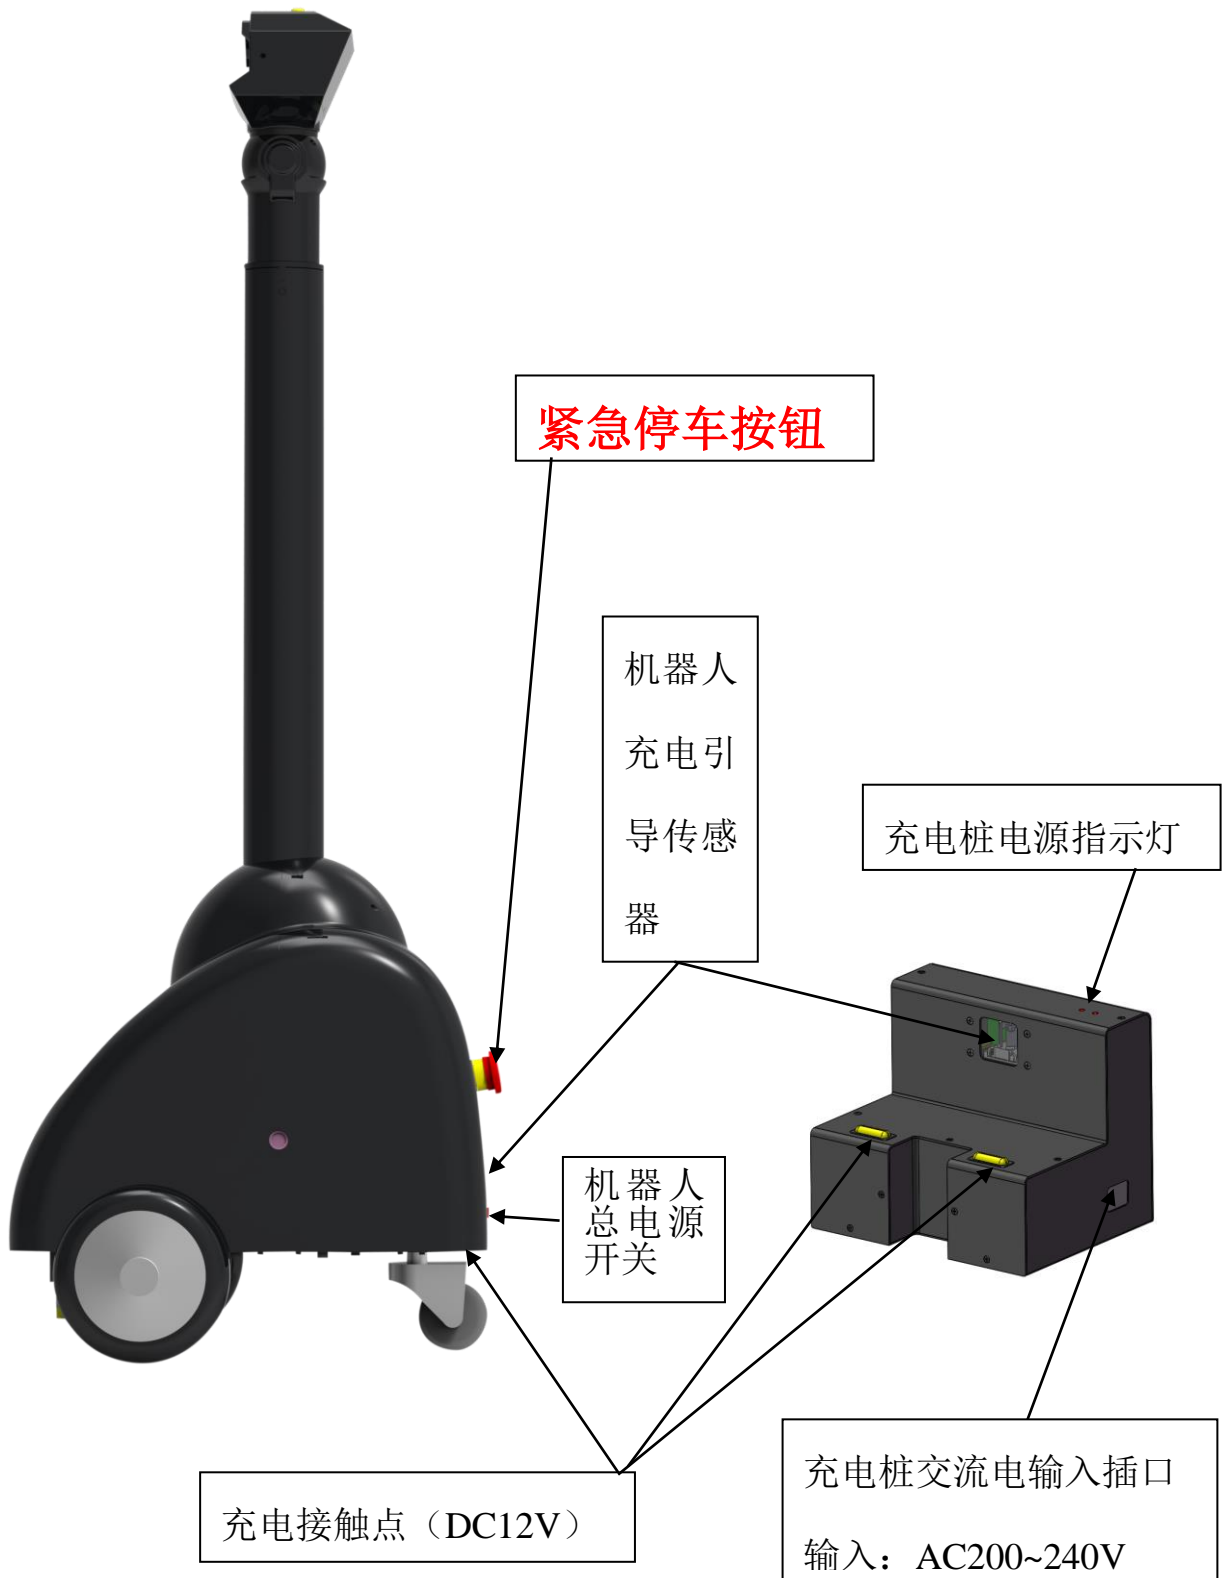 紧急停车按钮
机器人
充电引
导传感
器
充电桩电源指示灯
机器人
总电源
开关
充电接触点（DC12V）
充电桩交流电输入插口
输入：AC200~240V